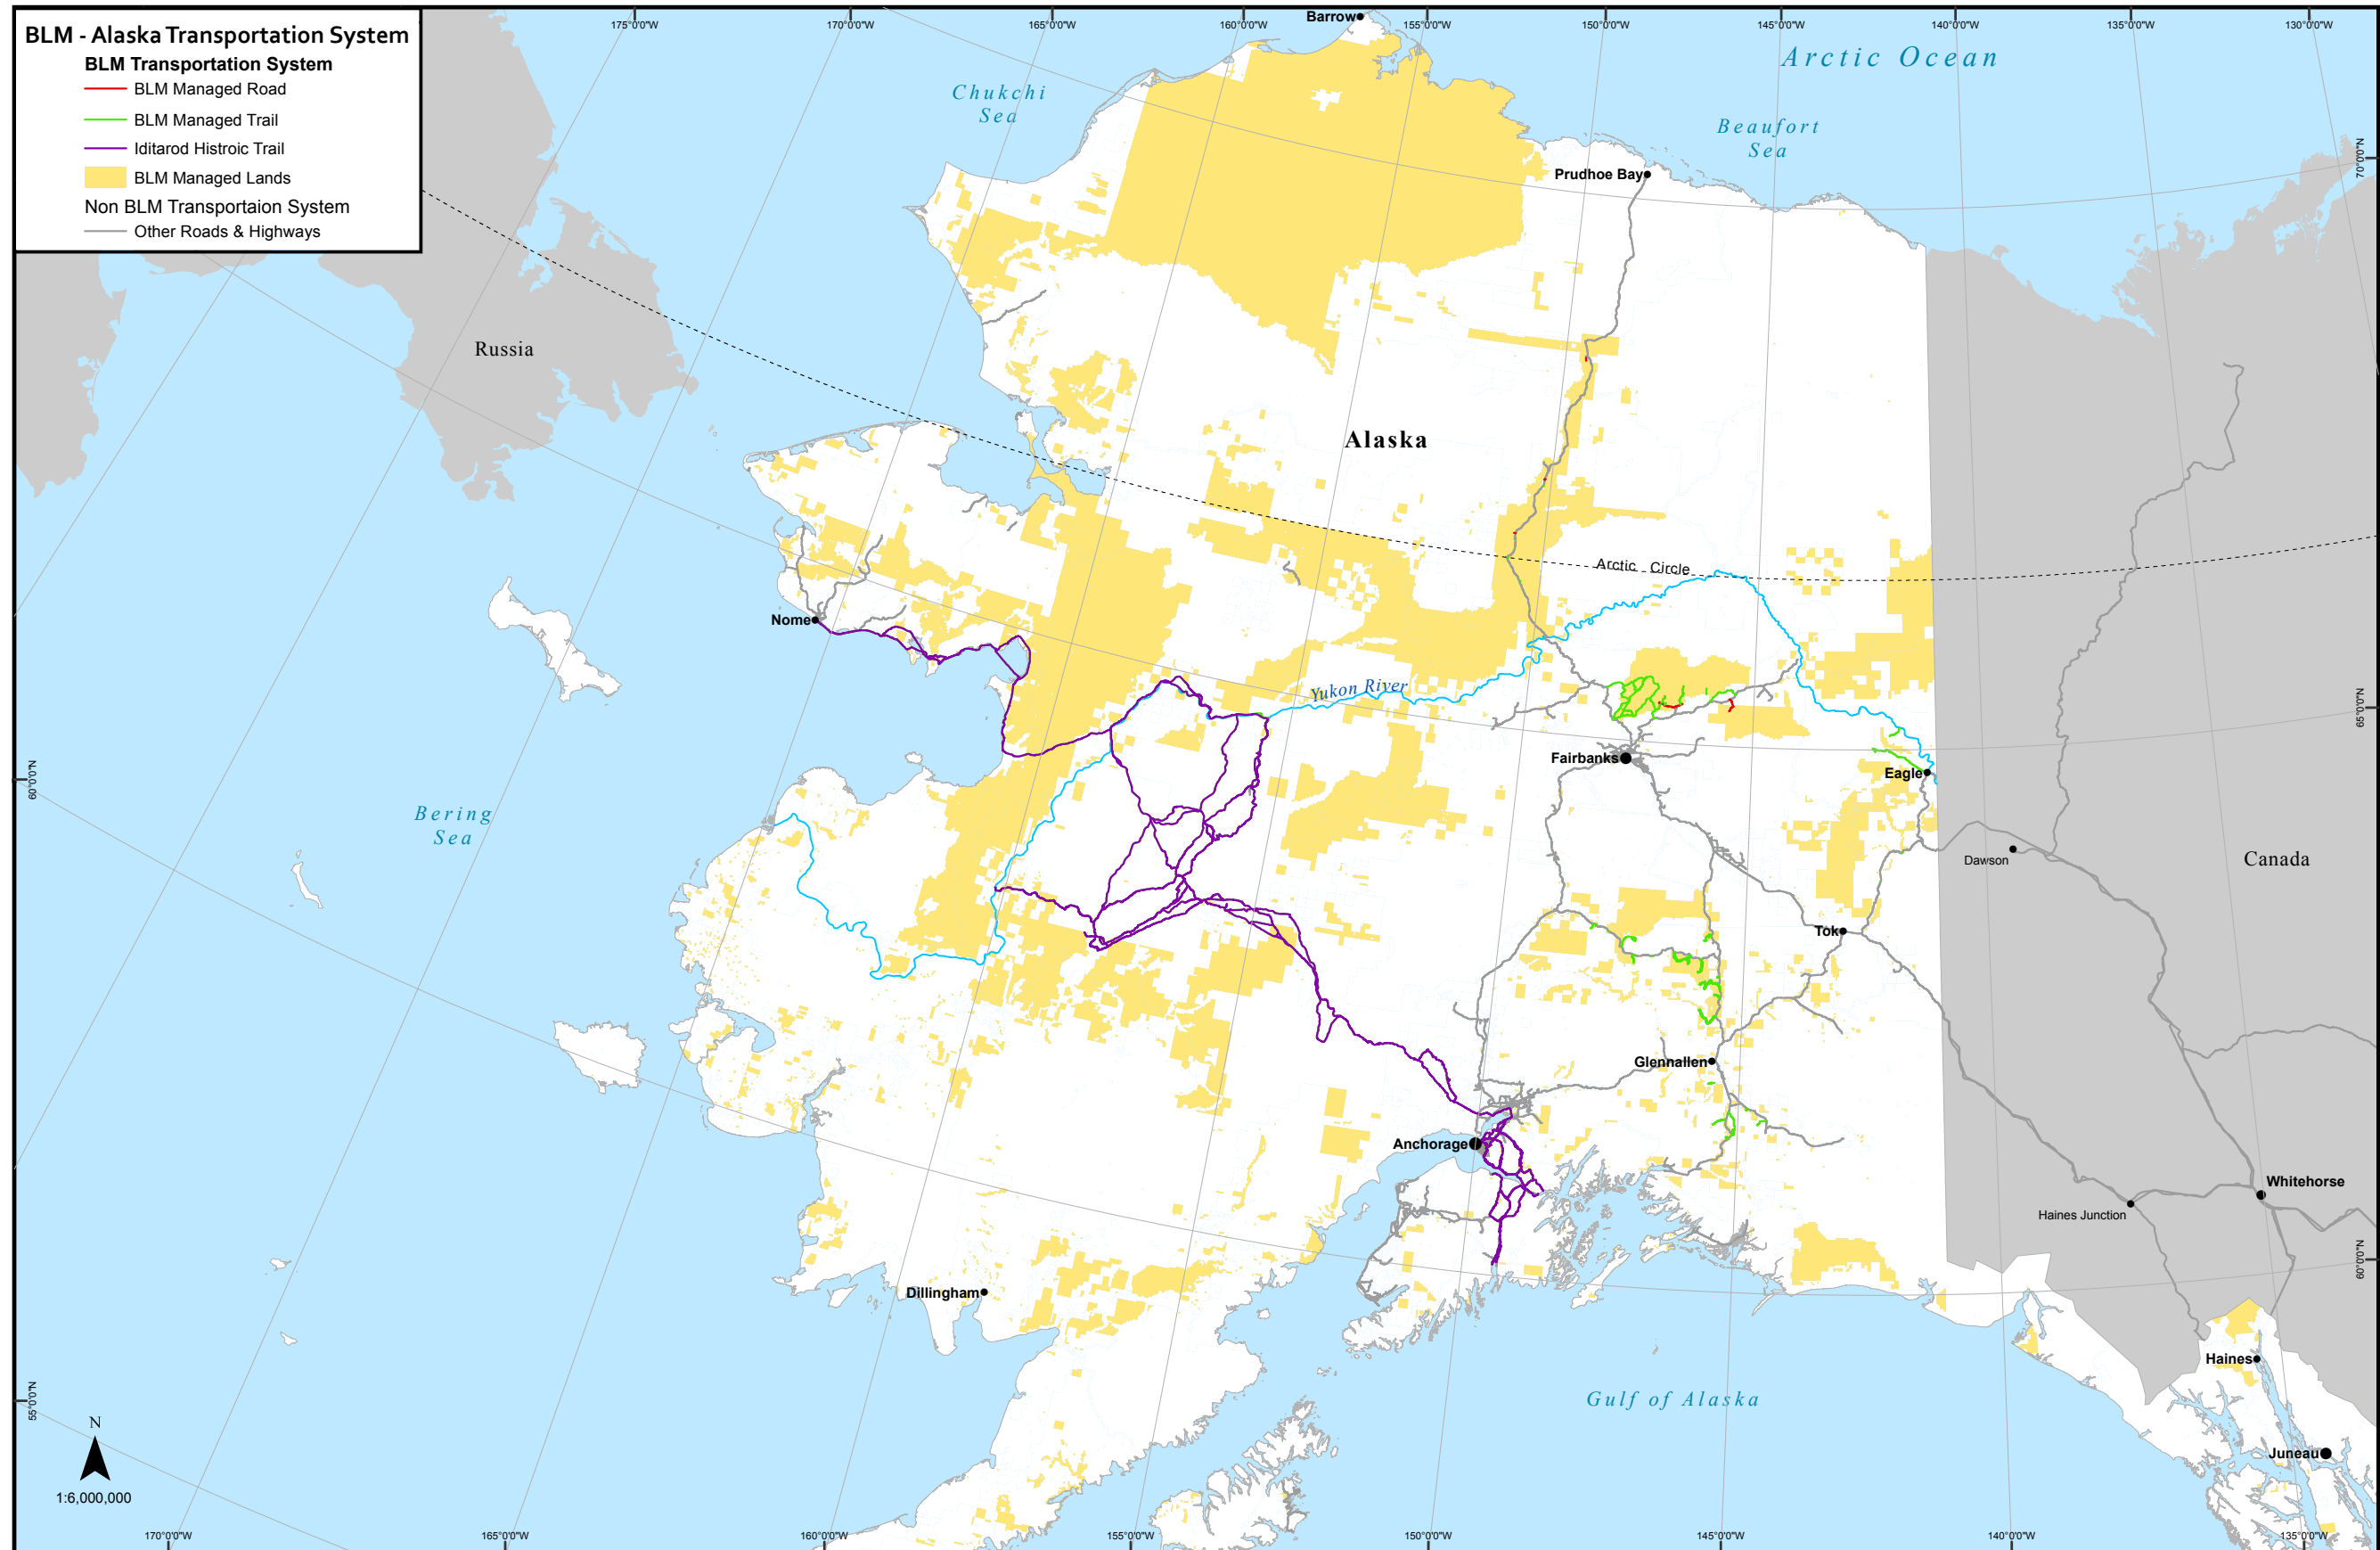 BLM - Alaska Transportation System
BLM Transportation System
BLM Managed Road
BLM Managed Trail
Iditarod Histroic Trail
BLM Managed Lands
Non BLM Transportaion System
Other Roads & Highways
175°0'0"W
170°0'0"W
165°0'0"W
160°0'0"W
155°0'0"W
150°0'0"W
145°0'0"W
140°0'0"W
135°0'0"W
130°0'0"W
Barrow
Arctic Ocean
Chukchi
Sea
Beaufort
Sea
70°0'0"N
Prudhoe Bay
Russia
Alaska
Arctic Circle
Nome
Yukon River
65°0'0"N
Fairbanks
Eagle
60°0'0"N
Bering
Sea
Dawson
Canada
Tok
Glennallen
Anchorage
Whitehorse
Haines Junction
60°0'0"N
Dillingham
Haines
Gulf of Alaska
55°0'0"N
Juneau
N
1:6,000,000
170°0'0"W
165°0'0"W
160°0'0"W
155°0'0"W
150°0'0"W
145°0'0"W
140°0'0"W
135°0'0"W